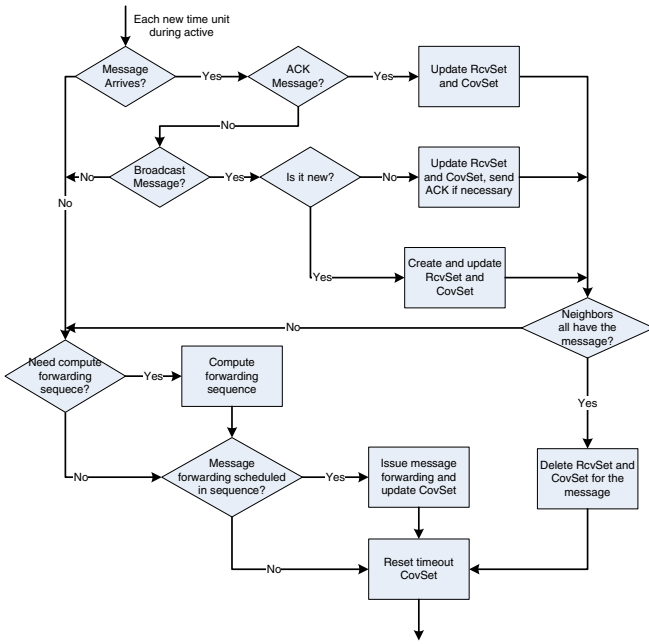 Each new time unit
during active
Message
Arrives?
Yes
ACK
Message?
Yes
Update RcvSet
and CovSet
No
No
Broadcast
Message?
Yes
Is it new?
No
Update RcvSet
and CovSet, send
ACK if necessary
No
Yes
Create and update
RcvSet and
CovSet
No
Neighbors
all have the
message?
Need compute
forwarding
sequece?
Yes
Compute
forwarding
sequence
Yes
No
Message
forwarding scheduled
in sequence?
Yes
Issue message
forwarding and
update CovSet
Delete RcvSet and
CovSet for the
message
No
Reset timeout
CovSet